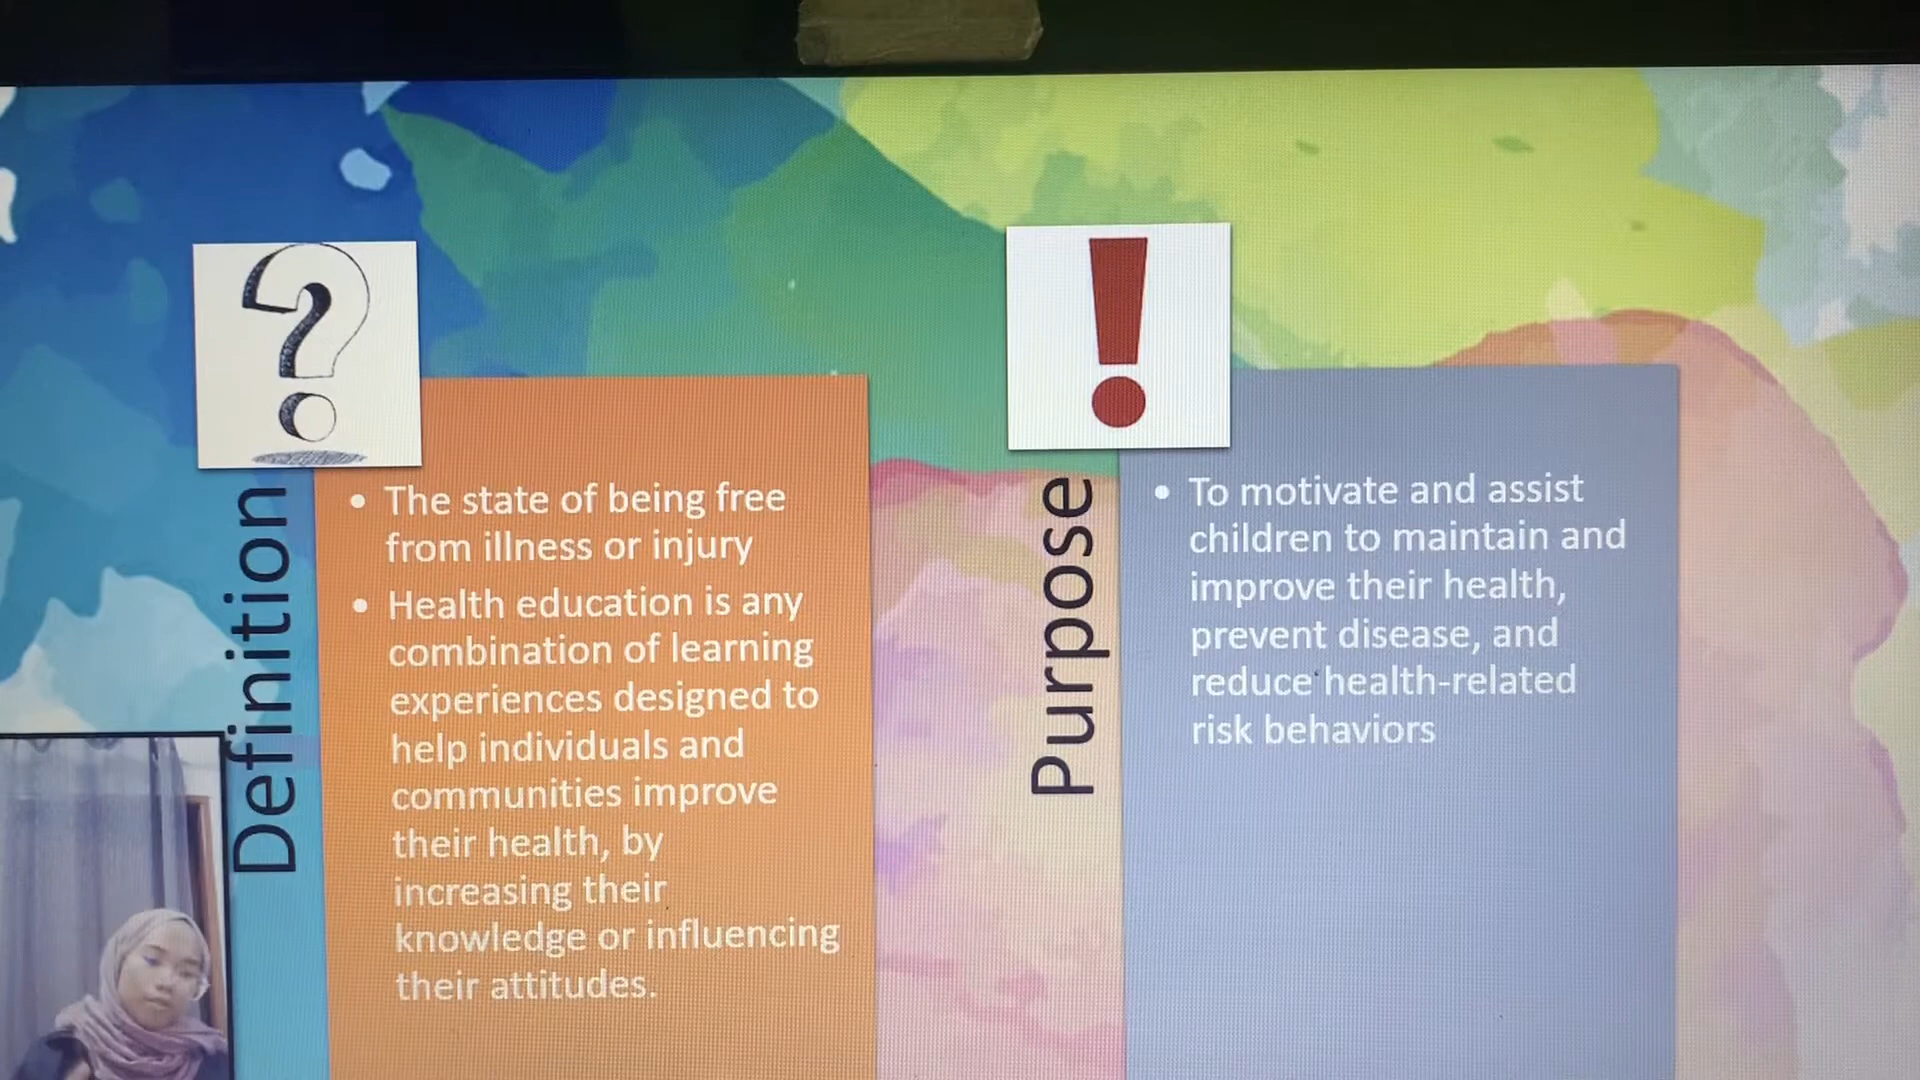 Definition
• The state of being free
from illness or injury
• Health education is any
combination of learning
experiences designed to
help individuals and
communities improve
their health, by
increasing their
knowledge or influencing
their attitudes.
Purpose
• To motivate and assist
children to maintain and
improve their health,
prevent disease, and
reduce health-related
risk behaviors